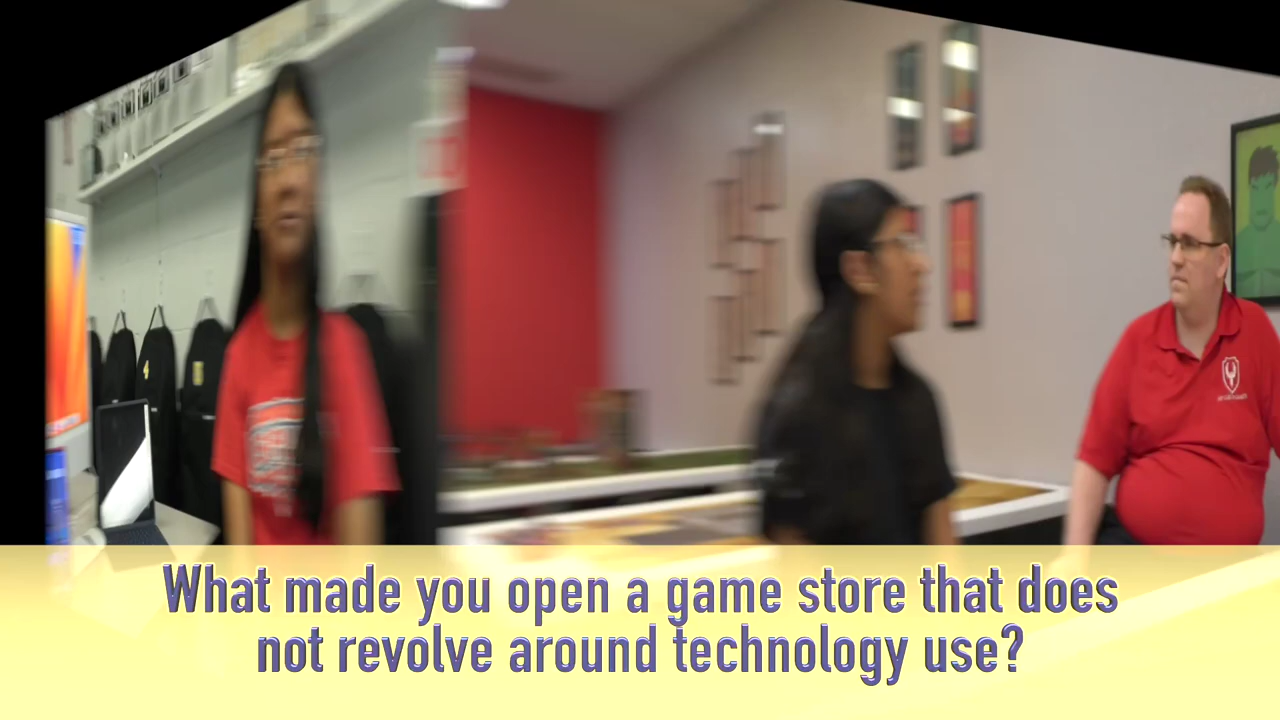 What made you open a game store that does
not revolve around technology use?